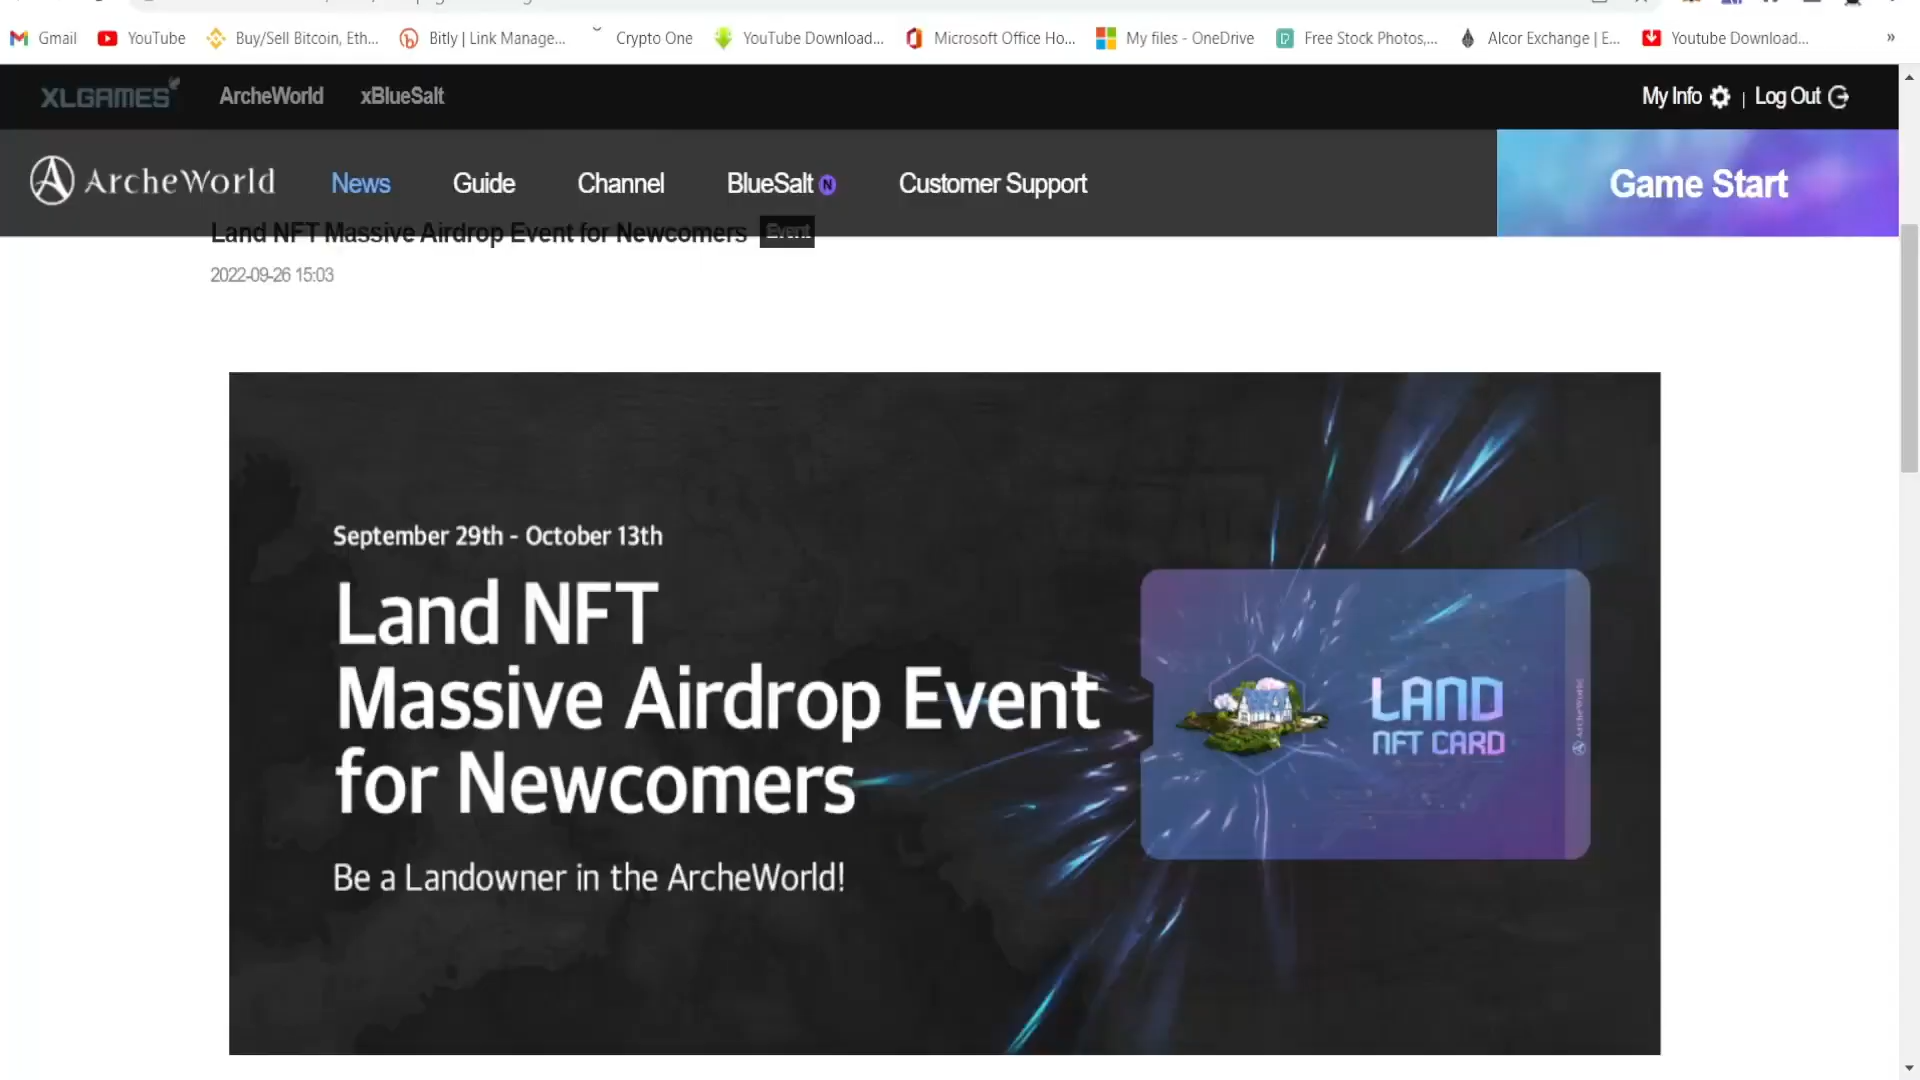 Gmail YouTube Buy/Sell Bitcoin, Eth... Bitly | Link Manage... Crypto One YouTube Download... Microsoft Office Ho... My files - OneDrive Free Stock Photos,... Alcor Exchange | E... Youtube Download... »
XLGAMES ArcheWorld xBlueSalt My Info | Log Out
ArcheWorld News Guide Channel BlueSalt N Customer Support Game Start
Land NFT Massive Airdrop Event for Newcomers Event
2022-09-26 15:03
September 29th - October 13th
Land NFT
Massive Airdrop Event
for Newcomers
Be a Landowner in the ArcheWorld!
LAND
NFT CARD
ArcheWorld